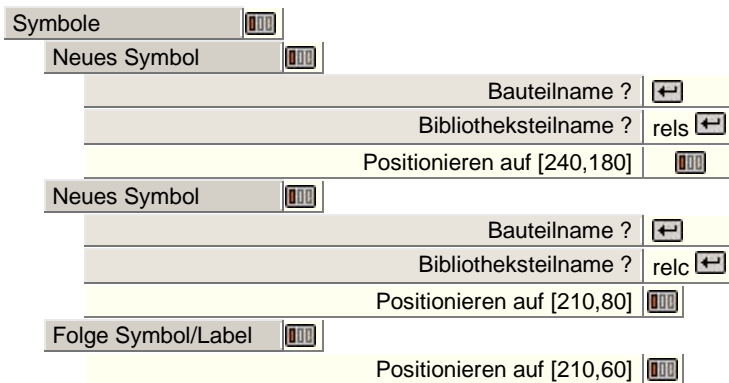 Symbole
Neues Symbol
Bauteilname ?
Bibliotheksteilname ? rels
Positionieren auf [240,180]
Neues Symbol
Bauteilname ?
Bibliotheksteilname ? relc
Positionieren auf [210,80]
Folge Symbol/Label
Positionieren auf [210,60]